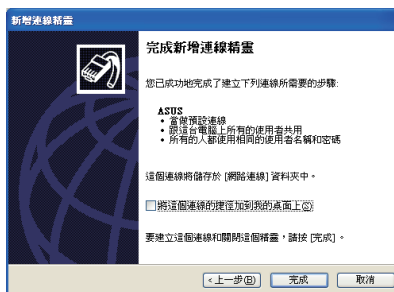 新增連線精靈
完成新增連線精靈
您已成功地完成了建立下列連線所需要的步驟:
ASUS
• 當做預設連線
• 跟這台電腦上所有的使用者共用
• 所有的人都使用相同的使用者名稱和密碼
這個連線將儲存於 [網路連線] 資料夾中。
將這個連線的捷徑加到我的桌面上(S)
要建立這個連線和關閉這個精靈，請按 [完成] 。
<上一步(B)
完成
取消